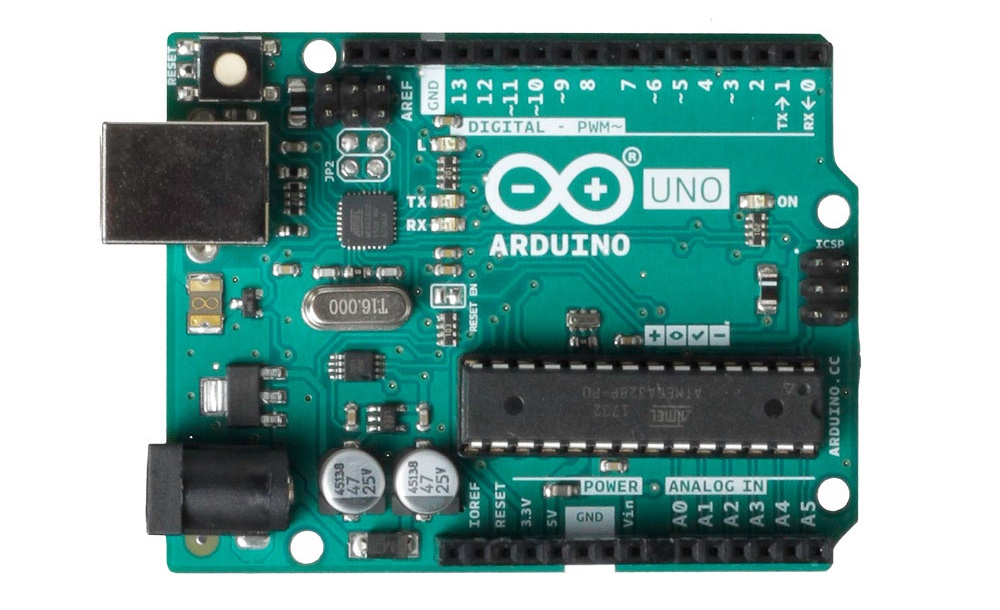 RESET
AREF
GND
13
12
~11
~10
~9
8
7
~6
~5
4
~3
2
TX→1
RX←0
DIGITAL - PWM~
L
JP2
TX
RX
®
UNO
ARDUINO
ON
ICSP
T16.000
RESET EN
ATMEGA328P-PU
1732
ATMEL
ARDUINO.CC
45138
47
25V
45138
47
25V
POWER
ANALOG IN
IOREF
RESET
3.3V
5V
GND
Vin
A0
A1
A2
A3
A4
A5